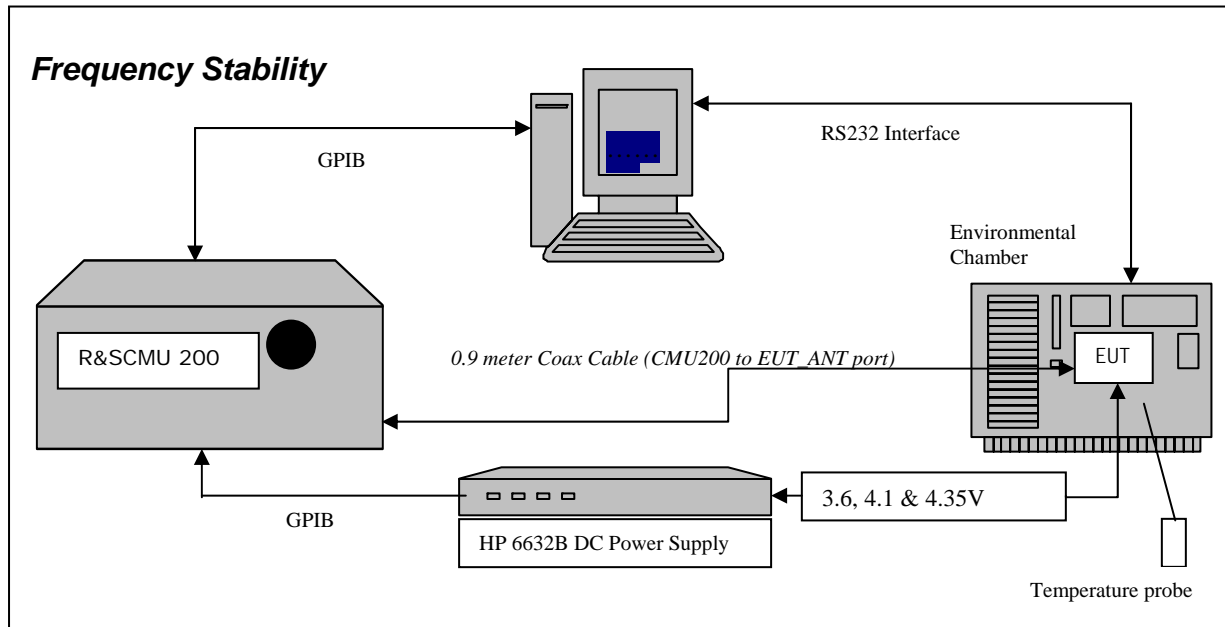 Frequency Stability
RS232 Interface
GPIB
Environmental
Chamber
R&SCMU 200
0.9 meter Coax Cable (CMU200 to EUT_ANT port)
EUT
3.6, 4.1 & 4.35V
GPIB
HP 6632B DC Power Supply
Temperature probe